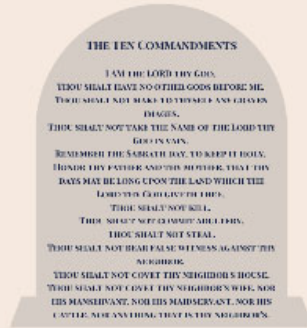 THE TEN COMMANDMENTS
I AM THE LORD THY GOD.
THOU SHALT HAVE NO OTHER GODS BEFORE ME.
THOU SHALT NOT MAKE TO THYSELF ANY GRAVEN
IMAGES.
THOU SHALT NOT TAKE THE NAME OF THE LORD THY
GOD IN VAIN.
REMEMBER THE SABBATH DAY, TO KEEP IT HOLY.
HONOR THY FATHER AND THY MOTHER, THAT THY
DAYS MAY BE LONG UPON THE LAND WHICH THE
LORD THY GOD GIVETH THEE.
THOU SHALT NOT KILL.
THOU SHALT NOT COMMIT ADULTERY.
THOU SHALT NOT STEAL.
THOU SHALT NOT BEAR FALSE WITNESS AGAINST THY
NEIGHBOR.
THOU SHALT NOT COVET THY NEIGHBOR'S HOUSE.
THOU SHALT NOT COVET THY NEIGHBOR'S WIFE, NOR
HIS MANSERVANT, NOR HIS MAIDSERVANT, NOR HIS
CATTLE, NOR ANYTHING THAT IS THY NEIGHBOR'S.